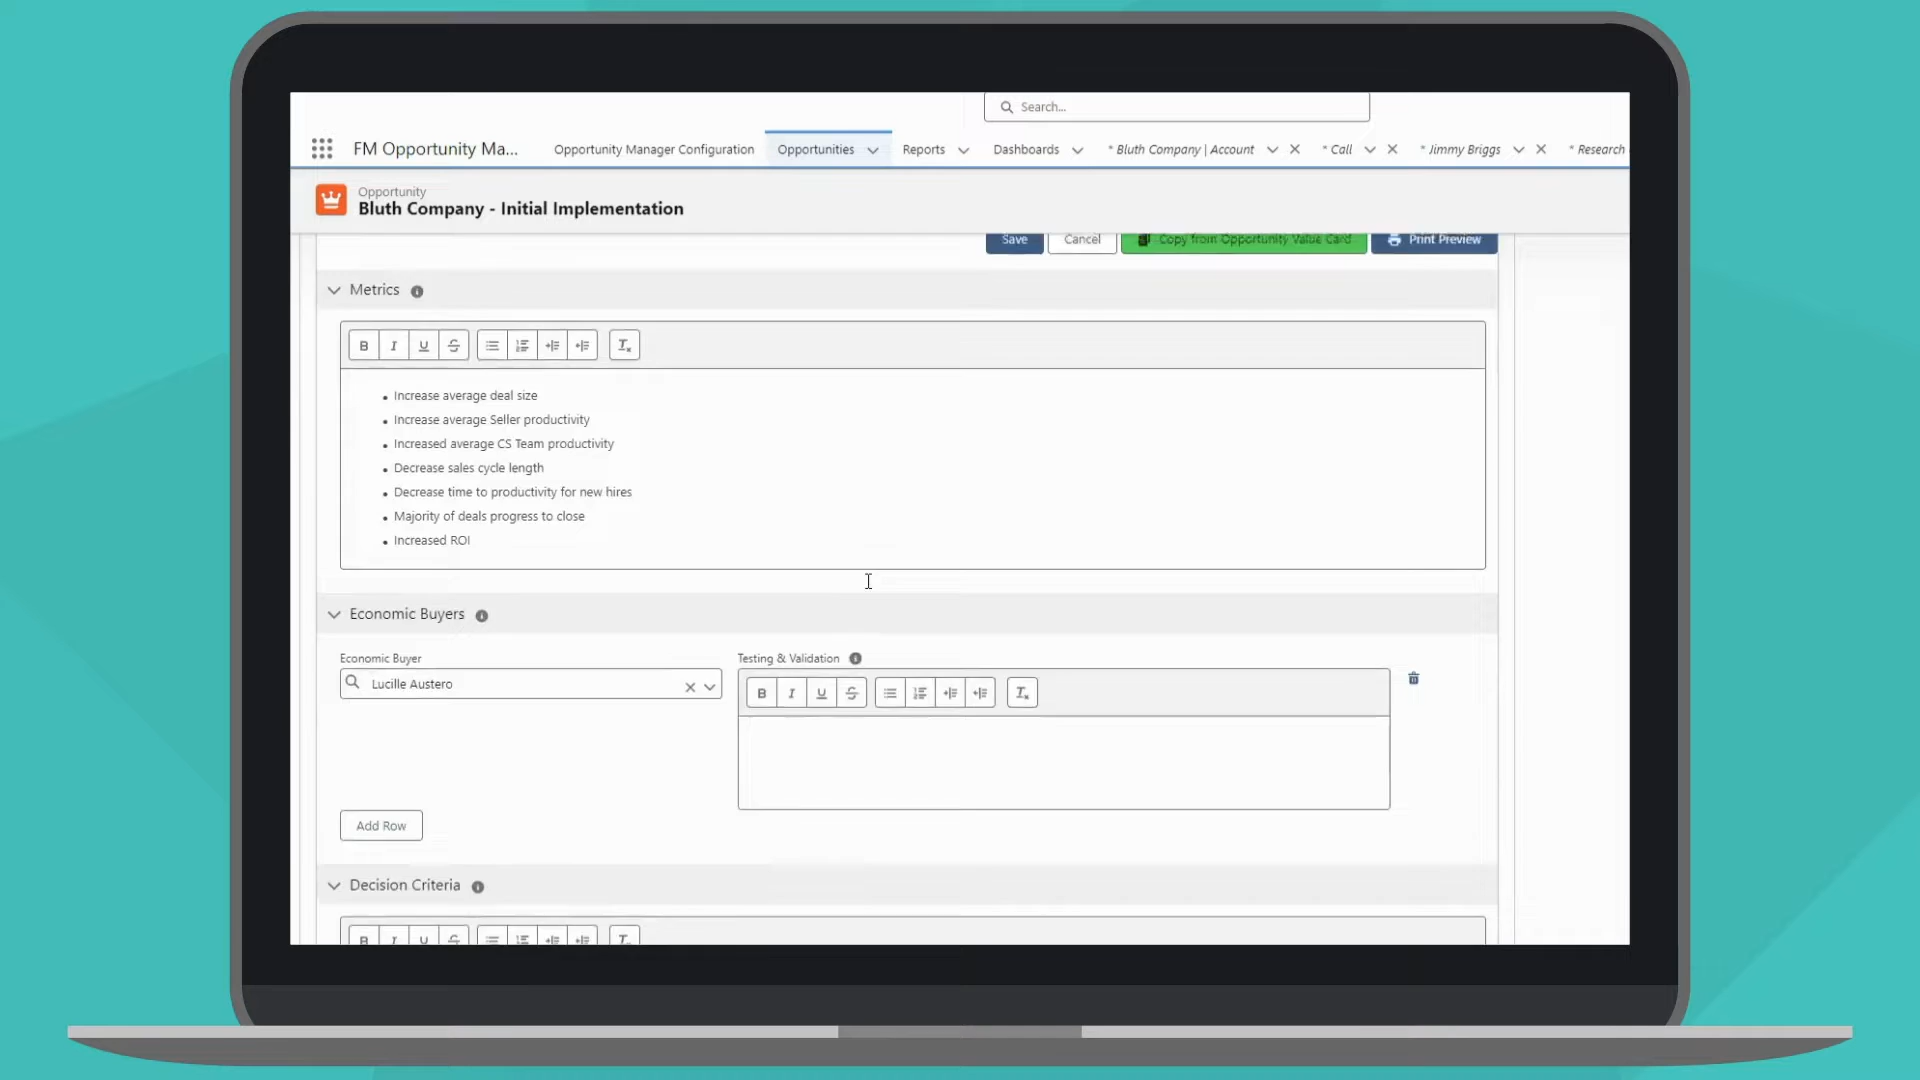 Search...
FM Opportunity Ma... Opportunity Manager Configuration Opportunities Reports Dashboards * Bluth Company | Account * Call * Jimmy Briggs * Research
Opportunity
Bluth Company - Initial Implementation
Save Cancel Copy from Opportunity Value Card Print Preview
Metrics
B I U S Tx
• Increase average deal size
• Increase average Seller productivity
• Increased average CS Team productivity
• Decrease sales cycle length
• Decrease time to productivity for new hires
• Majority of deals progress to close
• Increased ROI
Economic Buyers
Economic Buyer Testing & Validation
Lucille Austero
B I U S Tx
Add Row
Decision Criteria
B I U S T